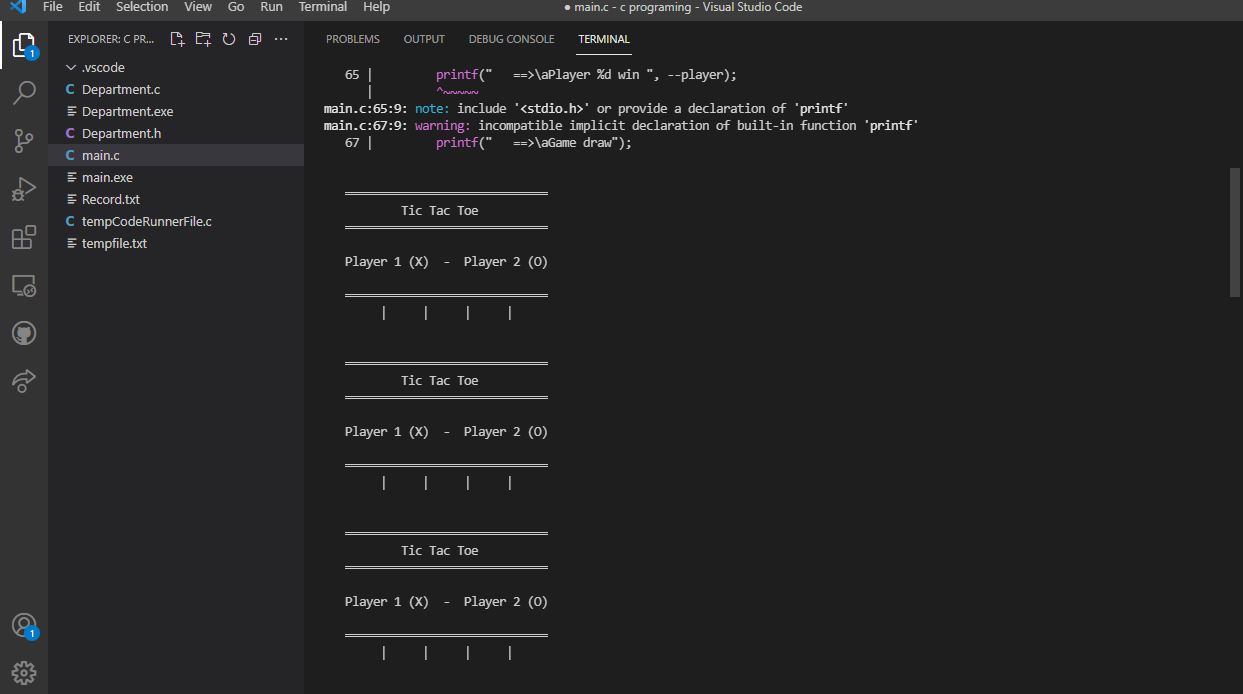 File Edit Selection View Go Run Terminal Help ● main.c - c programing - Visual Studio Code
EXPLORER: C PR...
.vscode
C Department.c
Department.exe
C Department.h
C main.c
main.exe
Record.txt
C tempCodeRunnerFile.c
tempfile.txt
1
1
PROBLEMS OUTPUT DEBUG CONSOLE TERMINAL
65 |         printf("   ==>\aPlayer %d win ", --player);
   |         ^~~~~~
main.c:65:9: note: include '<stdio.h>' or provide a declaration of 'printf'
main.c:67:9: warning: incompatible implicit declaration of built-in function 'printf'
67 |         printf("   ==>\aGame draw");
═════════════════════════════
Tic Tac Toe
═════════════════════════════
Player 1 (X)  -  Player 2 (O)
═════════════════════════════
|     |     |     |
═════════════════════════════
Tic Tac Toe
═════════════════════════════
Player 1 (X)  -  Player 2 (O)
═════════════════════════════
|     |     |     |
═════════════════════════════
Tic Tac Toe
═════════════════════════════
Player 1 (X)  -  Player 2 (O)
═════════════════════════════
|     |     |     |